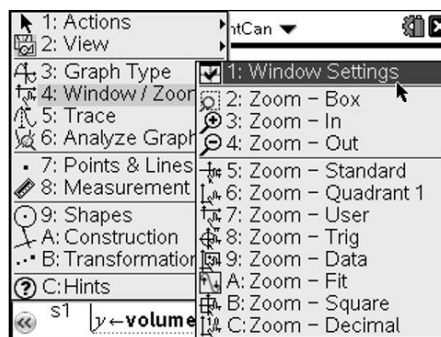 1: Actions
2: View
3: Graph Type
4: Window / Zoor
5: Trace
6: Analyze Graph
7: Points & Lines
8: Measurement
9: Shapes
A: Construction
B: Transformation
C: Hints
ntCan
1: Window Settings
2: Zoom – Box
3: Zoom – In
4: Zoom – Out
5: Zoom – Standard
6: Zoom – Quadrant 1
7: Zoom – User
8: Zoom – Trig
9: Zoom – Data
A: Zoom – Fit
B: Zoom – Square
C: Zoom – Decimal
s1 y←volume